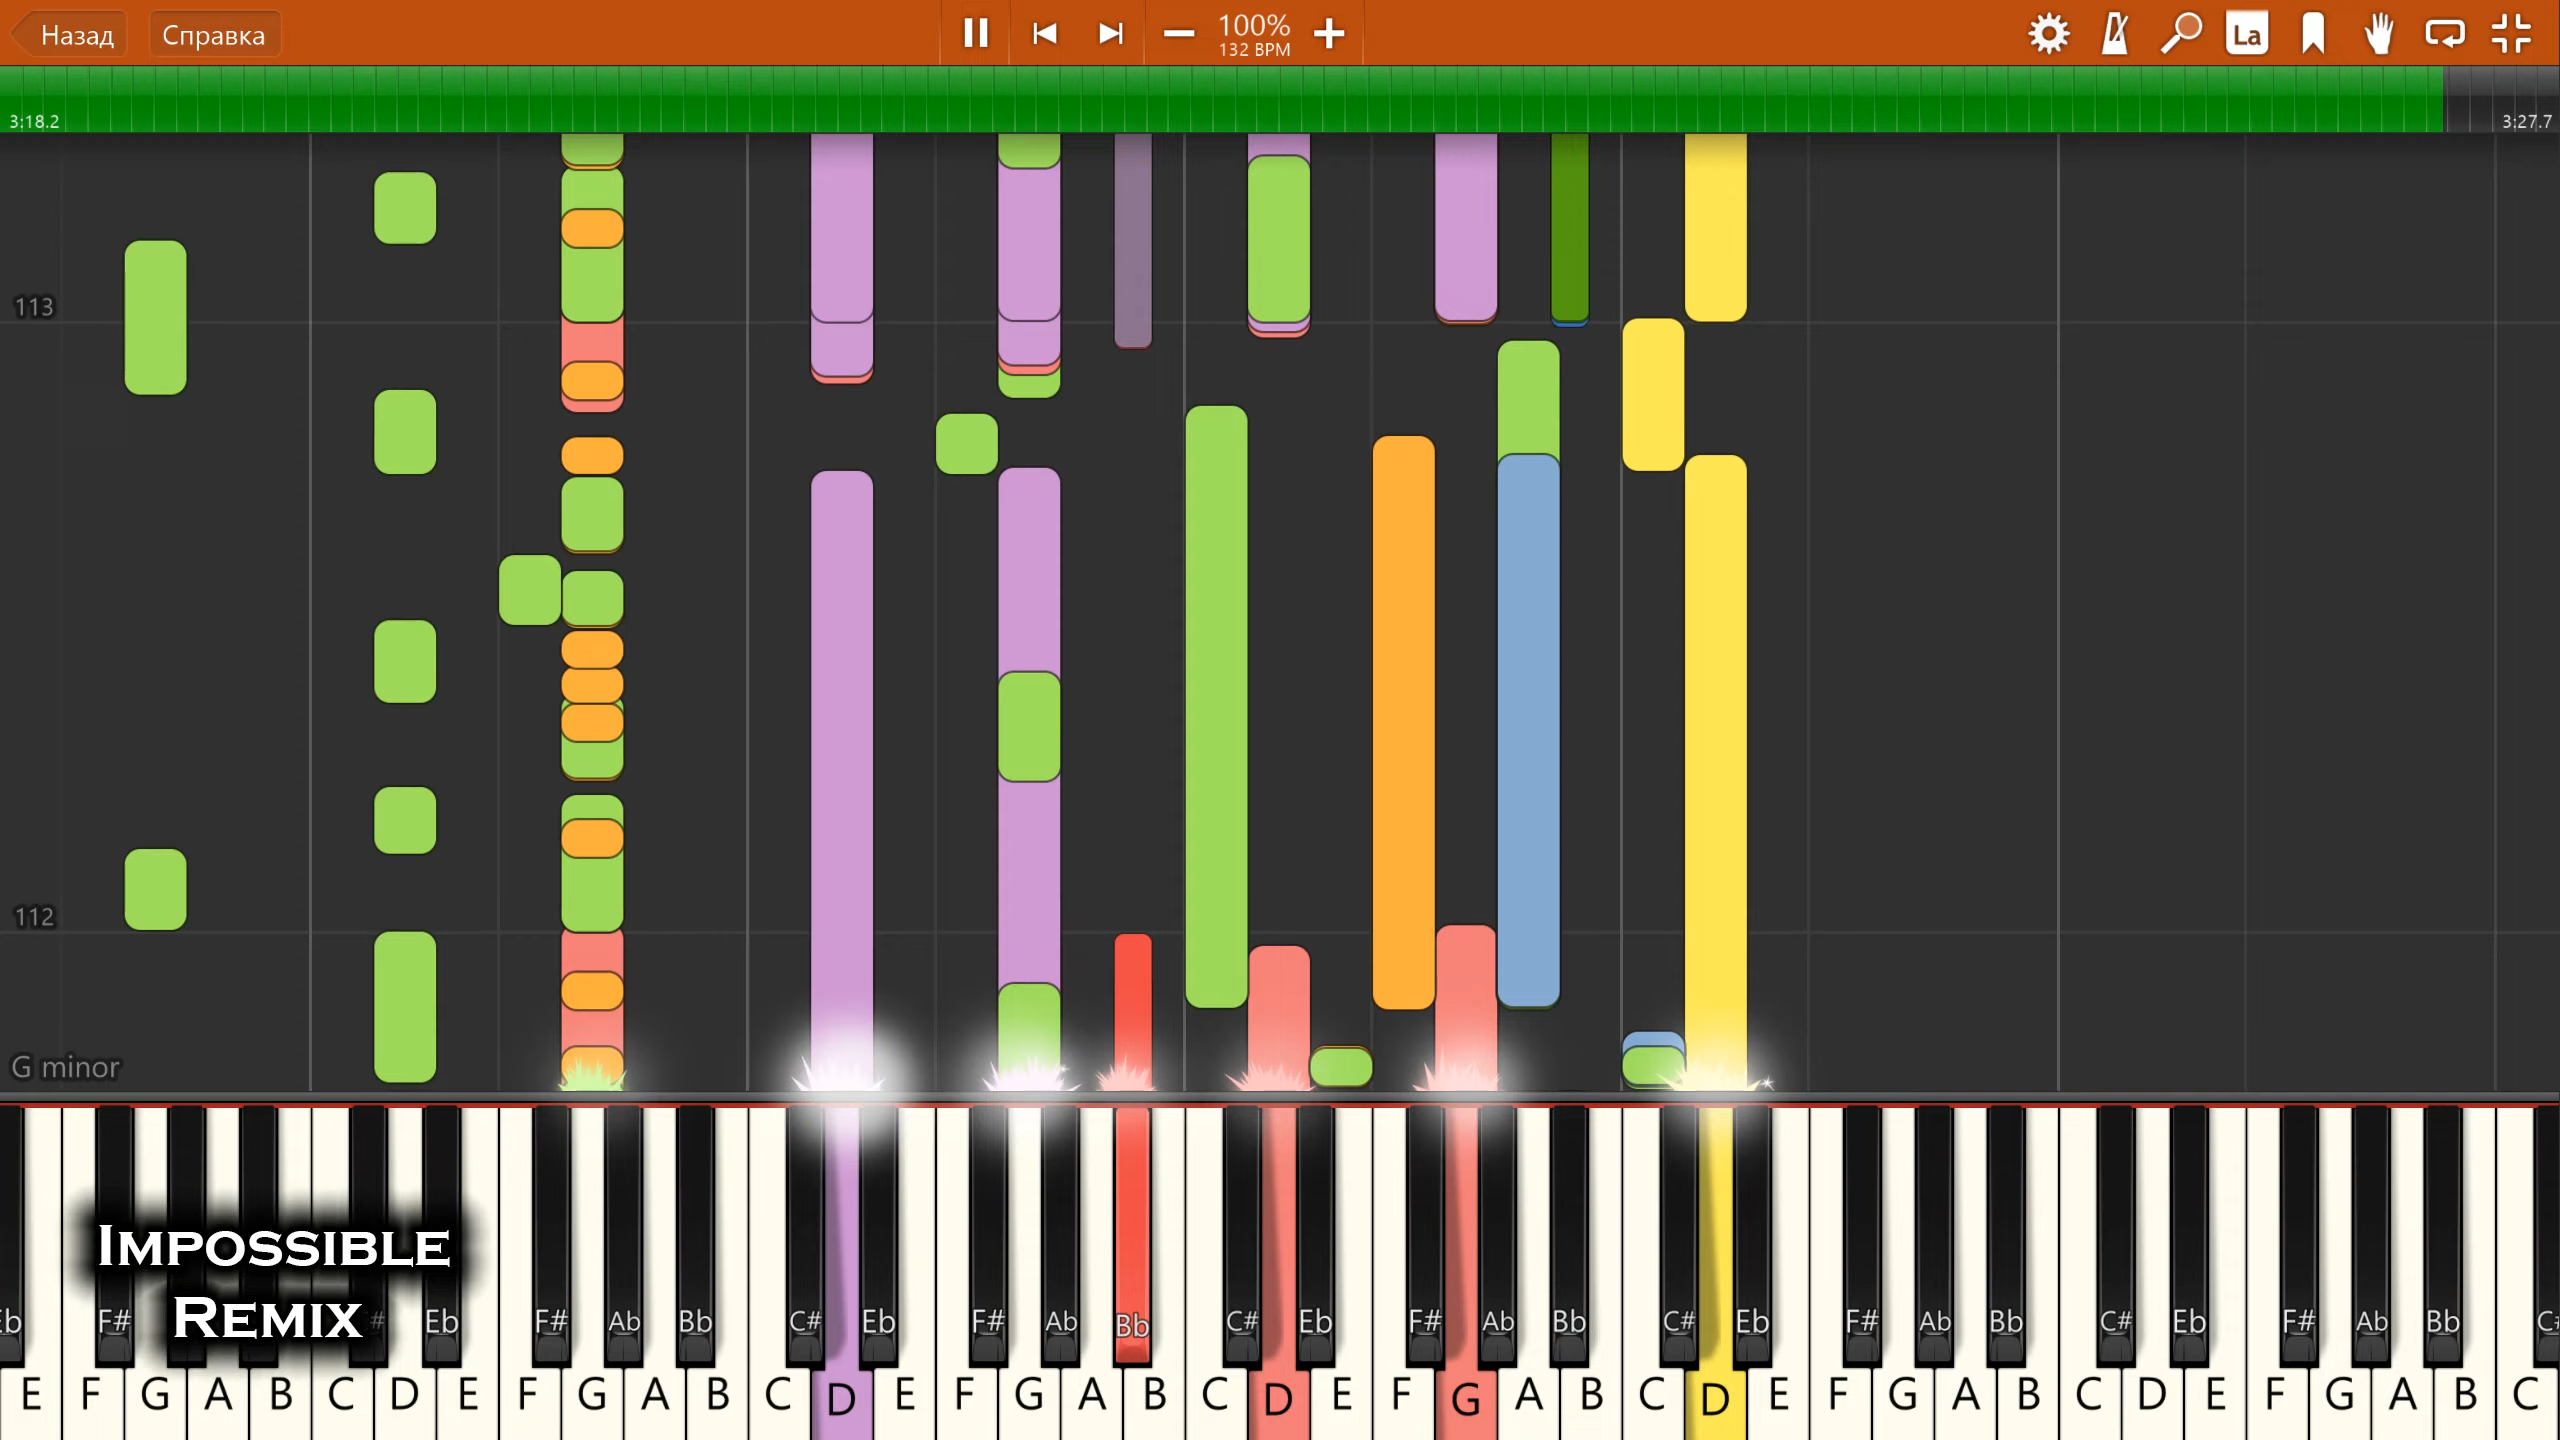 Назад
Справка
100%
132 BPM
La
3:18.2
3:27.7
113
112
G minor
Impossible
Remix
Eb F# # Eb F# Ab Bb C# Eb F# Ab Bb C# Eb F# Ab Bb C# Eb F# Ab Bb C# Eb F# Ab Bb C#
E F G A B C D E F G A B C D E F G A B C D E F G A B C D E F G A B C D E F G A B C